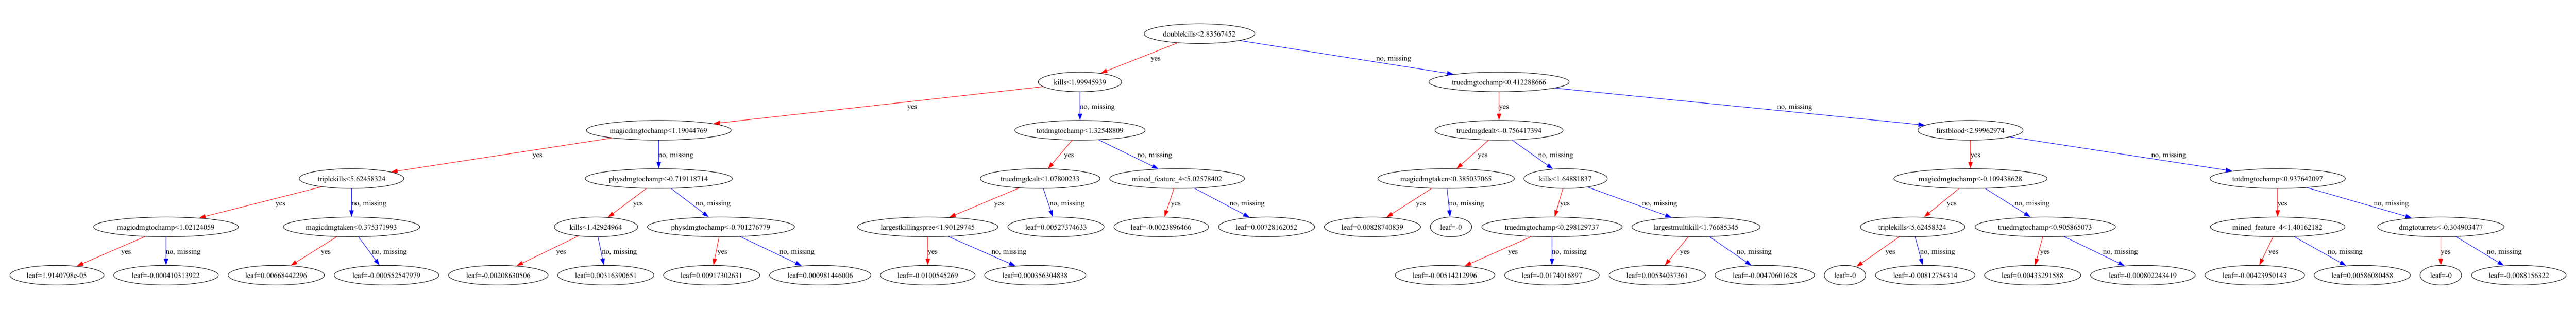 doublekills<2.83567452
yes
no, missing
kills<1.99945939
truedmgtochamp<0.412288666
yes
no, missing
yes
no, missing
magicdmgtochamp<1.19044769
totdmgtochamp<1.32548809
truedmgdealt<-0.756417394
firstblood<2.99962974
yes
no, missing
yes
no, missing
yes
no, missing
yes
no, missing
triplekills<5.62458324
physdmgtochamp<-0.719118714
truedmgdealt<1.07800233
mined_feature_4<5.02578402
magicdmgtaken<0.385037065
kills<1.64881837
magicdmgtochamp<-0.109438628
totdmgtochamp<0.937642097
yes
no, missing
yes
no, missing
yes
no, missing
yes
no, missing
yes
no, missing
yes
no, missing
yes
no, missing
yes
no, missing
magicdmgtochamp<1.02124059
magicdmgtaken<0.375371993
kills<1.42924964
physdmgtochamp<-0.701276779
largestkillingspree<1.90129745
leaf=0.00527374633
leaf=-0.0023896466
leaf=0.00728162052
leaf=0.00828740839
leaf=-0
truedmgtochamp<0.298129737
largestmultikill<1.76685345
triplekills<5.62458324
truedmgtochamp<0.905865073
mined_feature_4<1.40162182
dmgtoturrets<-0.304903477
yes
no, missing
yes
no, missing
yes
no, missing
yes
no, missing
yes
no, missing
yes
no, missing
yes
no, missing
yes
no, missing
yes
no, missing
yes
no, missing
yes
no, missing
leaf=1.9140798e-05
leaf=-0.000410313922
leaf=0.00668442296
leaf=-0.000552547979
leaf=-0.00208630506
leaf=0.00316390651
leaf=0.00917302631
leaf=0.000981446006
leaf=-0.0100545269
leaf=0.000356304838
leaf=-0.00514212996
leaf=-0.0174016897
leaf=0.00534037361
leaf=-0.00470601628
leaf=-0
leaf=-0.00812754314
leaf=0.00433291588
leaf=-0.000802243419
leaf=-0.00423950143
leaf=0.00586080458
leaf=-0
leaf=-0.0088156322